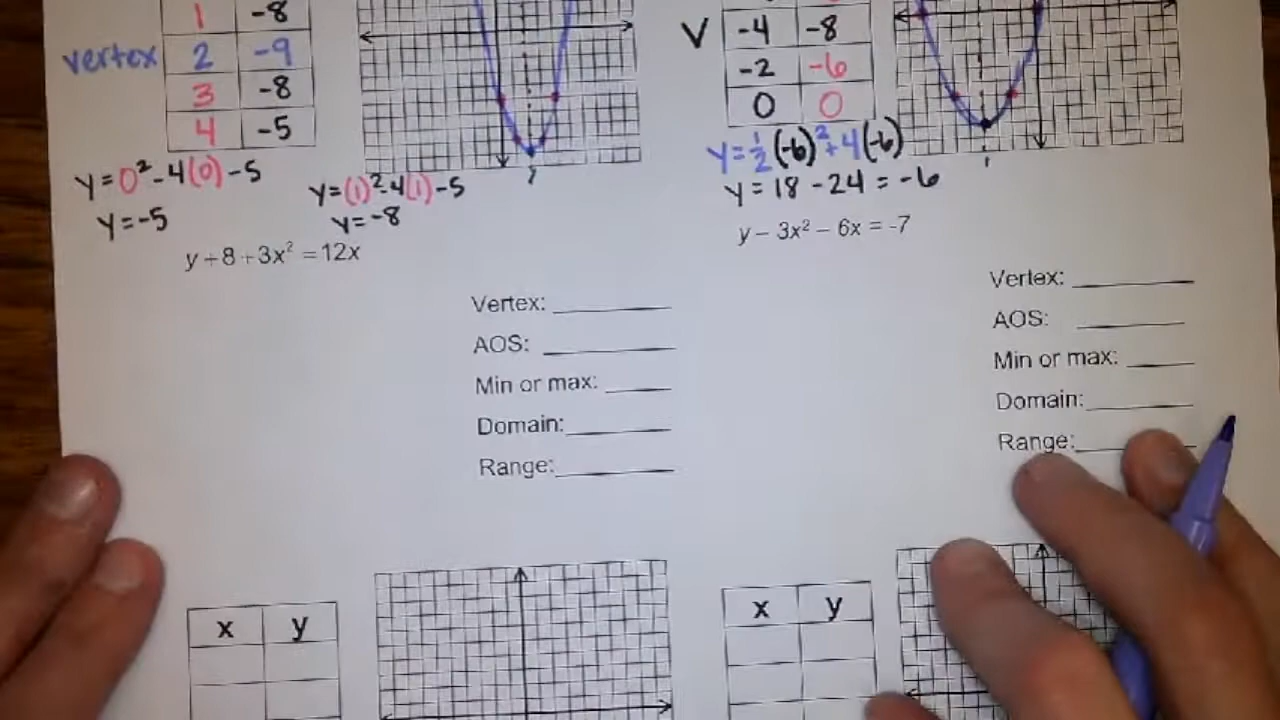 1 -8
vertex 2 -9
3 -8
4 -5
y=0²-4(0)-5
y=-5
y=(1)²-4(1)-5
y=-8
y+8+3x²=12x
Vertex:
AOS:
Min or max:
Domain:
Range:
x y
V -4 -8
-2 -6
0 0
y=½(-6)²+4(-6)
y=18-24=-6
y – 3x² – 6x = -7
Vertex:
AOS:
Min or max:
Domain:
Range:
x y